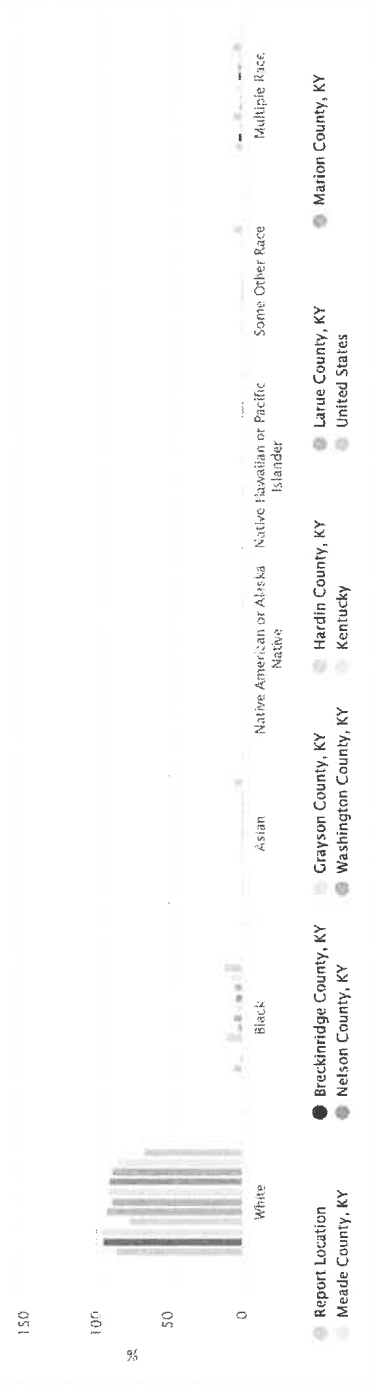 150
100
50
0
%
White
Black
Asian
Native American or Alaska
Native
Native Hawaiian or Pacific
Islander
Some Other Race
Multiple Race
Report Location
Breckinridge County, KY
Grayson County, KY
Hardin County, KY
Larue County, KY
Marion County, KY
Meade County, KY
Nelson County, KY
Washington County, KY
Kentucky
United States